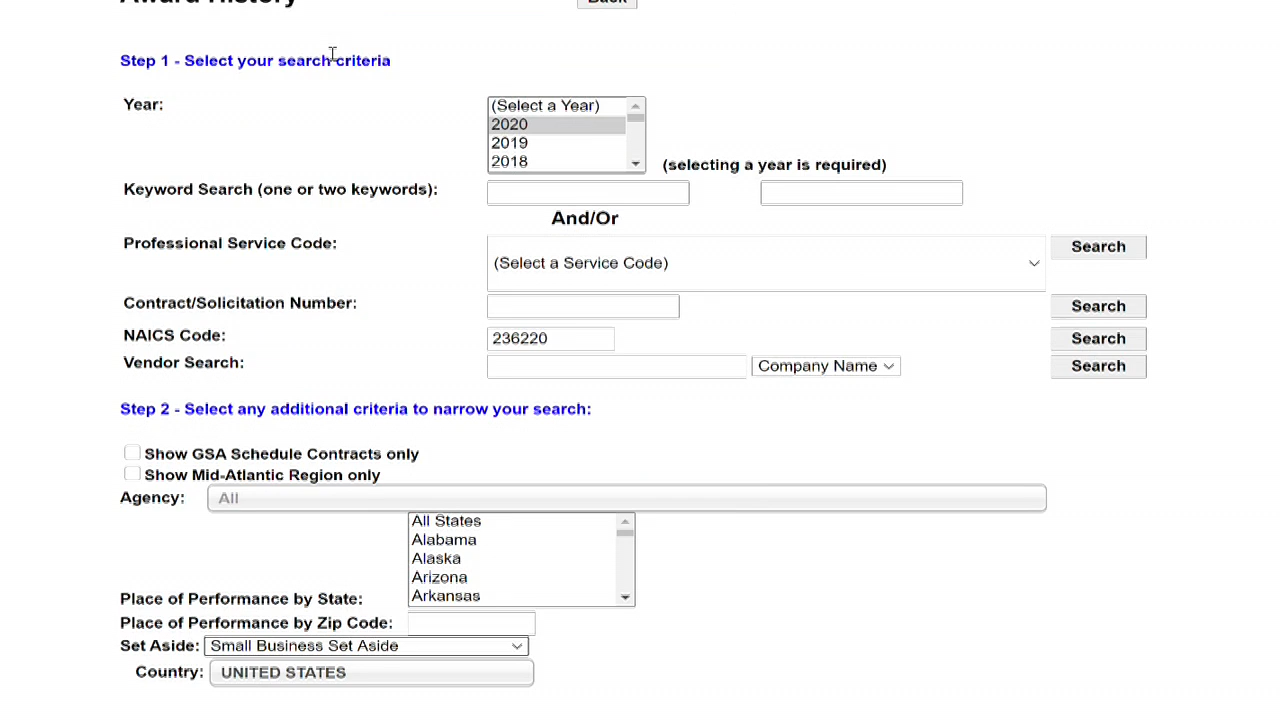 Award History Back
Step 1 - Select your search criteria
Year:
(Select a Year)
2020
2019
2018
(selecting a year is required)
Keyword Search (one or two keywords):
And/Or
Professional Service Code:
(Select a Service Code)
Search
Contract/Solicitation Number:
Search
NAICS Code:
236220
Search
Vendor Search:
Company Name
Search
Step 2 - Select any additional criteria to narrow your search:
Show GSA Schedule Contracts only
Show Mid-Atlantic Region only
Agency: All
All States
Alabama
Alaska
Arizona
Arkansas
Place of Performance by State:
Place of Performance by Zip Code:
Set Aside: Small Business Set Aside
Country: UNITED STATES